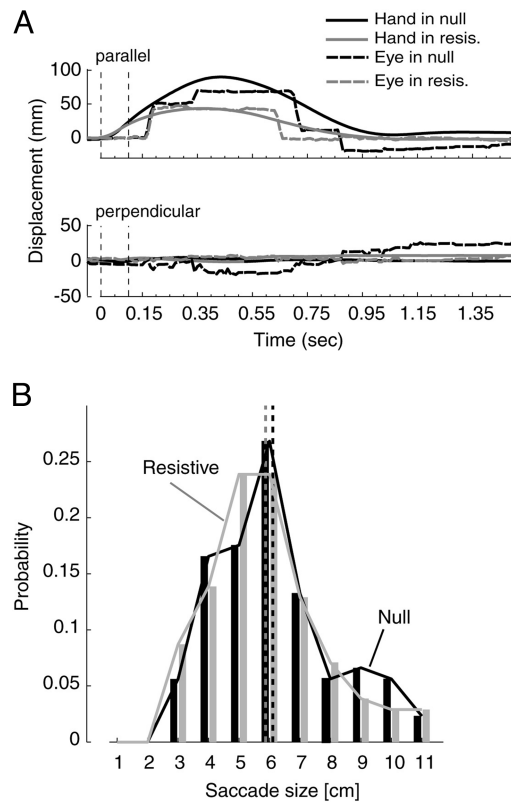 A
Hand in null
Hand in resis.
Eye in null
Eye in resis.
parallel
100
50
0
Displacement (mm)
perpendicular
50
0
-50
0 0.15 0.35 0.55 0.75 0.95 1.15 1.35
Time (sec)
B
0.25
0.2
0.15
0.1
0.05
0
Probability
Resistive
Null
1 2 3 4 5 6 7 8 9 10 11
Saccade size [cm]